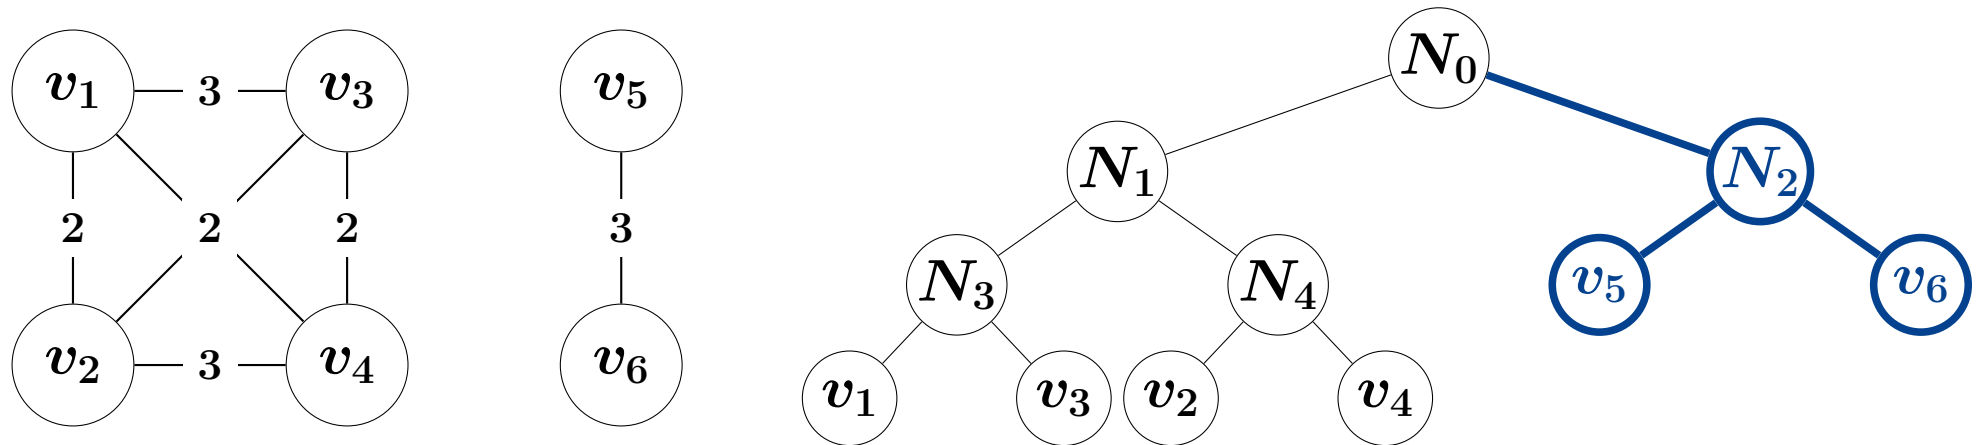 v₁ 3 v₃ v₅ N₀
N₁ N₂
2 2 2 3
N₃ N₄ v₅ v₆
v₂ 3 v₄ v₆
v₁ v₃ v₂ v₄